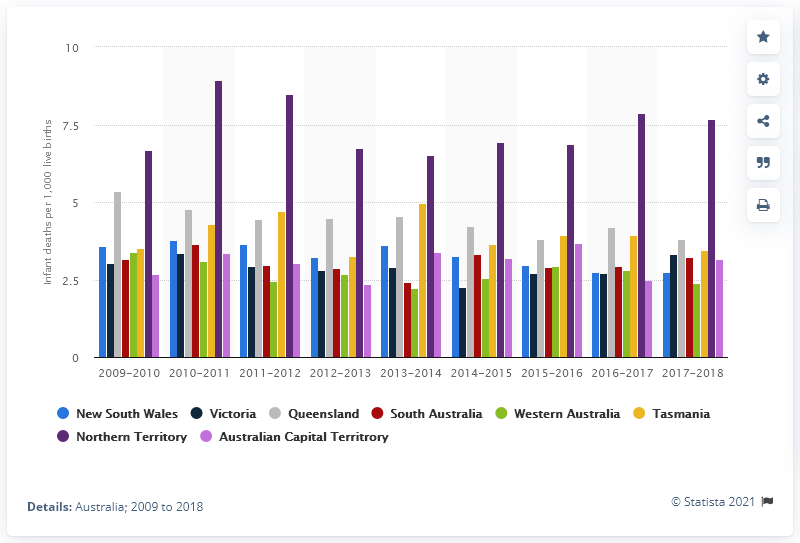 10
7.5
5
2.5
0
Infant deaths per 1,000 live births
2009-2010 2010-2011 2011-2012 2012-2013 2013-2014 2014-2015 2015-2016 2016-2017 2017-2018
New South Wales Victoria Queensland South Australia Western Australia Tasmania
Northern Territory Australian Capital Territrory
Details: Australia; 2009 to 2018
© Statista 2021